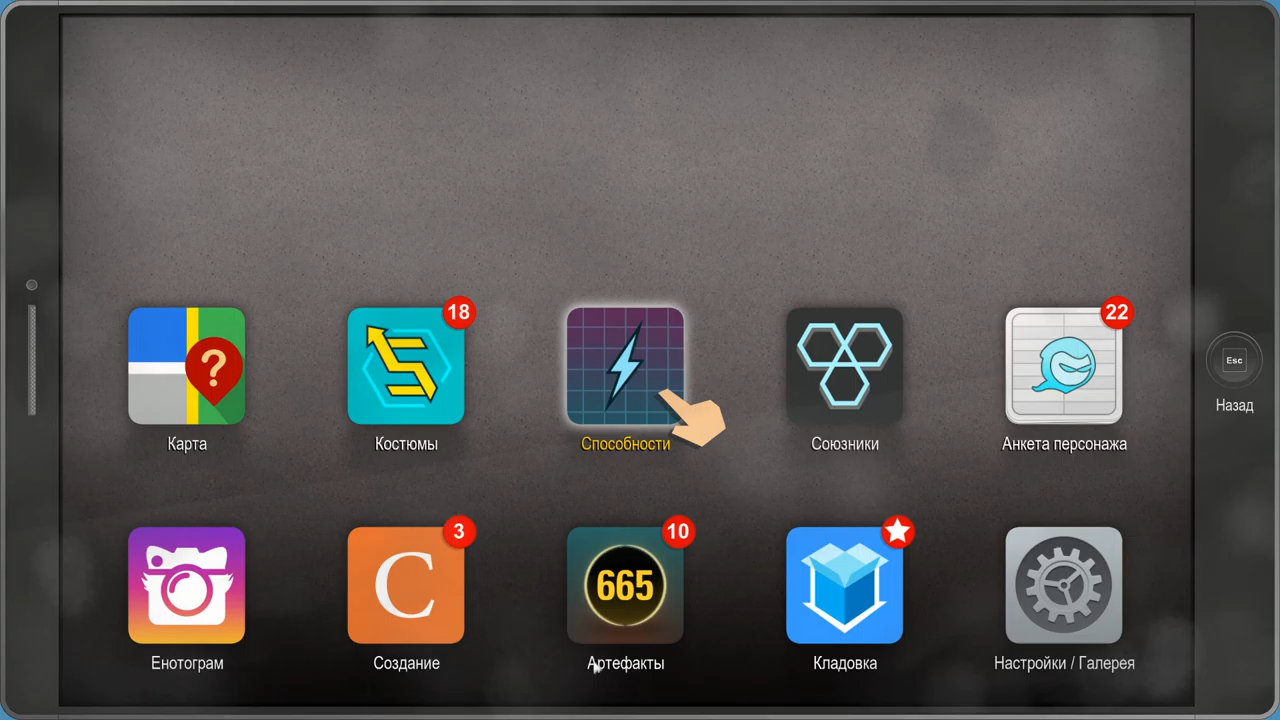 18
22
?
Карта
Костюмы
Способности
Союзники
Анкета персонажа
Esc
Назад
3
10
C
665
Енотограм
Создание
Артефакты
Кладовка
Настройки / Галерея